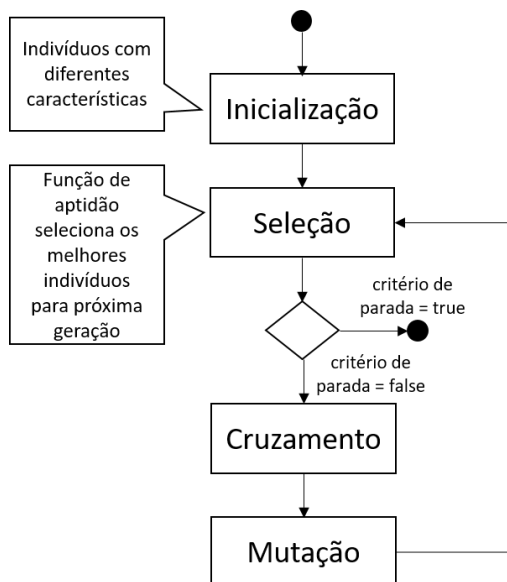 Indivíduos com
diferentes
característicaś
Inicialização
Função de
aptidão
seleciona os
melhores
indivíduos
para próxima
geração
Seleção
critério de
parada = true
critério de
parada = false
Cruzamento
Mutação